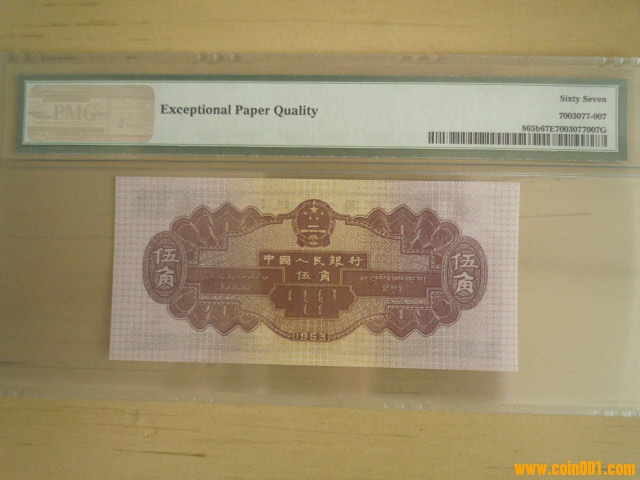 PMG
Exceptional Paper Quality
Sixty Seven
7003077-007
865b67E7003077007G
中國人民銀行
伍角
伍角
伍角
1953
www.coin001.com